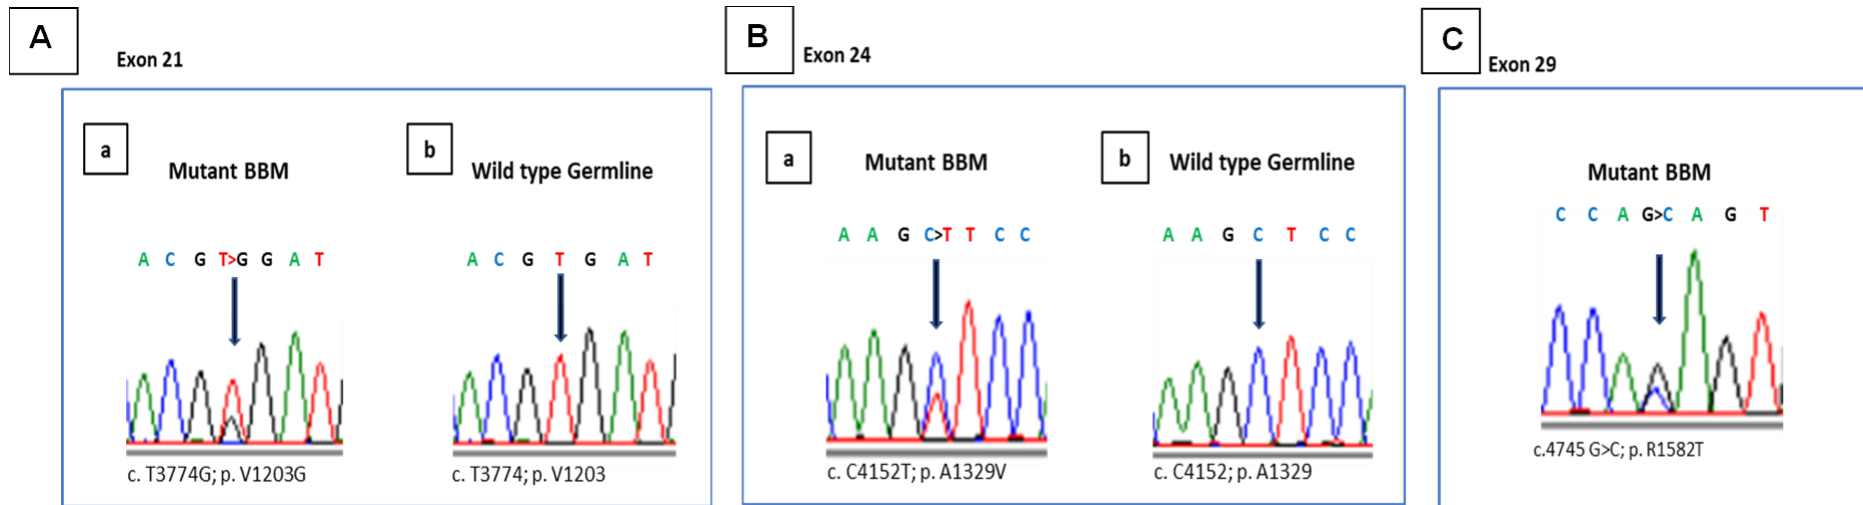 A
Exon 21
a
Mutant BBM
A C G T>G G A T
c. T3774G; p. V1203G
b
Wild type Germline
A C G T G A T
c. T3774; p. V1203
B
Exon 24
a
Mutant BBM
A A G C>T T C C
c. C4152T; p. A1329V
b
Wild type Germline
A A G C T C C
c. C4152; p. A1329
C
Exon 29
Mutant BBM
C C A G>C A G T
c.4745 G>C; p. R1582T